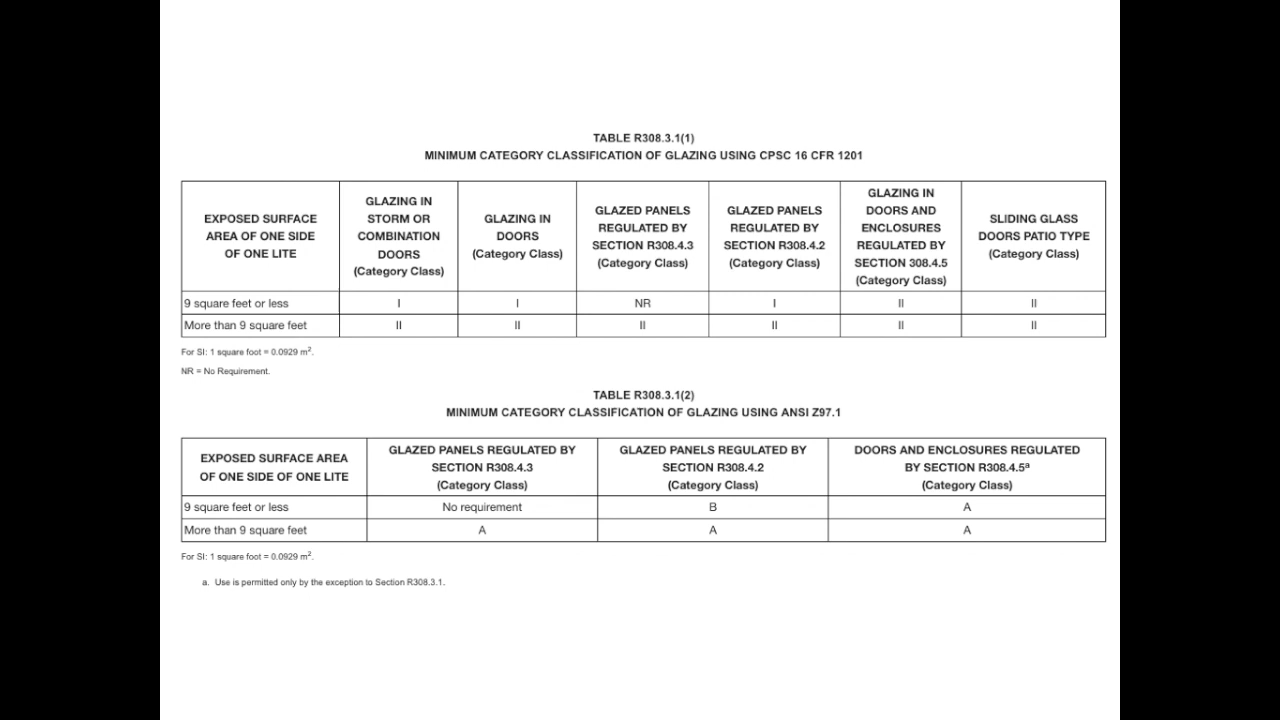 TABLE R308.3.1(1)
MINIMUM CATEGORY CLASSIFICATION OF GLAZING USING CPSC 16 CFR 1201
EXPOSED SURFACE
AREA OF ONE SIDE
OF ONE LITE
GLAZING IN
STORM OR
COMBINATION
DOORS
(Category Class)
GLAZING IN
DOORS
(Category Class)
GLAZED PANELS
REGULATED BY
SECTION R308.4.3
(Category Class)
GLAZED PANELS
REGULATED BY
SECTION R308.4.2
(Category Class)
GLAZING IN
DOORS AND
ENCLOSURES
REGULATED BY
SECTION 308.4.5
(Category Class)
SLIDING GLASS
DOORS PATIO TYPE
(Category Class)
9 square feet or less I I NR I II II
More than 9 square feet II II II II II II
For SI: 1 square foot = 0.0929 m².
NR = No Requirement.
TABLE R308.3.1(2)
MINIMUM CATEGORY CLASSIFICATION OF GLAZING USING ANSI Z97.1
EXPOSED SURFACE AREA
OF ONE SIDE OF ONE LITE
GLAZED PANELS REGULATED BY
SECTION R308.4.3
(Category Class)
GLAZED PANELS REGULATED BY
SECTION R308.4.2
(Category Class)
DOORS AND ENCLOSURES REGULATED
BY SECTION R308.4.5ª
(Category Class)
9 square feet or less No requirement B A
More than 9 square feet A A A
For SI: 1 square foot = 0.0929 m².
a. Use is permitted only by the exception to Section R308.3.1.